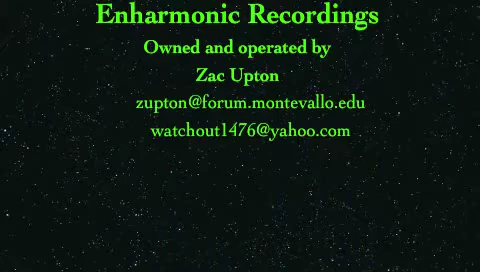 Enharmonic Recordings
Owned and operated by
Zac Upton
zupton@forum.montevallo.edu
watchout1476@yahoo.com